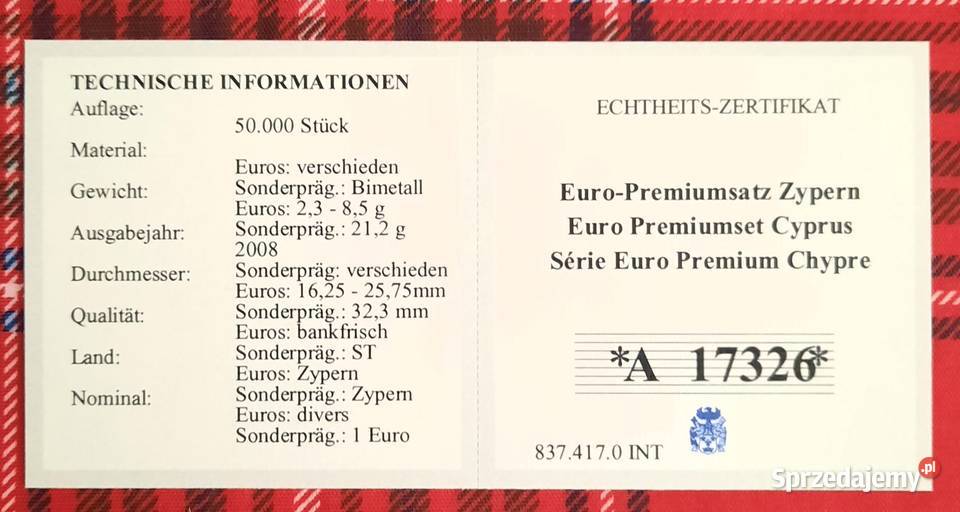 TECHNISCHE INFORMATIONEN
Auflage:
50.000 Stück
Material:
Euros: verschieden
Gewicht:
Sonderpräg.: Bimetall
Euros: 2,3 - 8,5 g
Ausgabejahr:
Sonderpräg.: 21,2 g
2008
Durchmesser:
Sonderpräg: verschieden
Euros: 16,25 - 25,75mm
Qualität:
Sonderpräg.: 32,3 mm
Euros: bankfrisch
Land:
Sonderpräg.: ST
Euros: Zypern
Nominal:
Sonderpräg.: Zypern
Euros: divers
Sonderpräg.: 1 Euro
ECHTHEITS-ZERTIFIKAT
Euro-Premiumsatz Zypern
Euro Premiumset Cyprus
Série Euro Premium Chypre
*A 17326*
837.417.0 INT
Sprzedajemy.pl